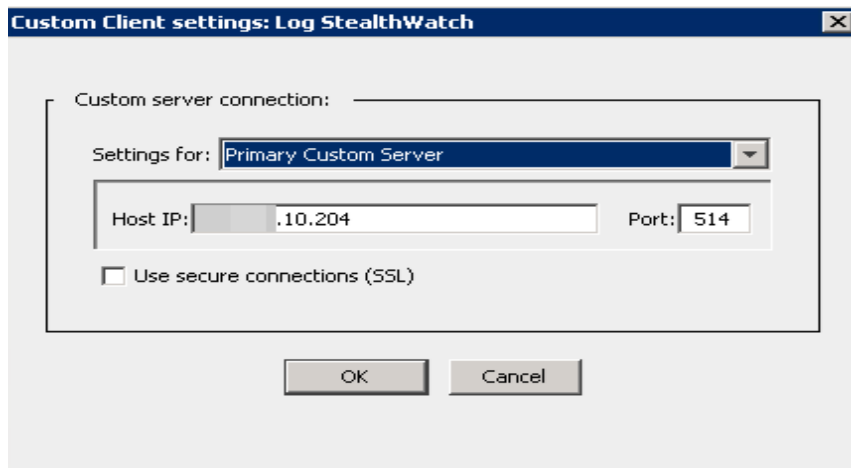 Custom Client settings: Log StealthWatch
Custom server connection:
Settings for: Primary Custom Server
Host IP: .10.204 Port: 514
Use secure connections (SSL)
OK Cancel